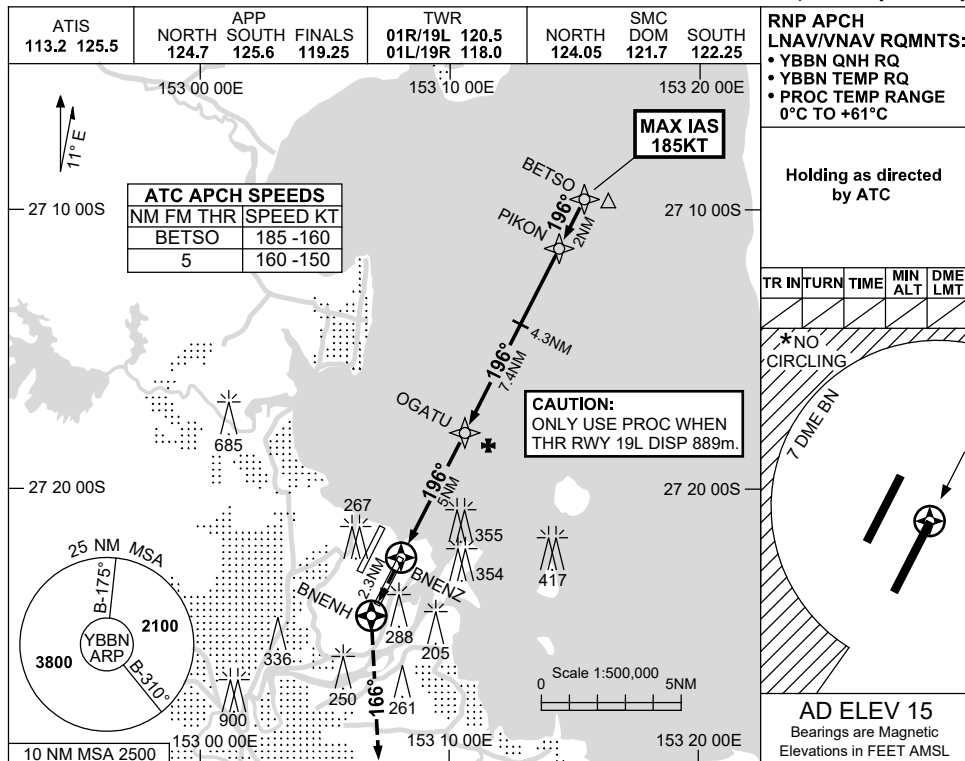 ATIS
113.2 125.5
APP
NORTH SOUTH FINALS
124.7 125.6 119.25
TWR
01R/19L 120.5
01L/19R 118.0
SMC
NORTH DOM SOUTH
124.05 121.7 122.25
RNP APCH
LNAV/VNAV RQMNTS:
• YBBN QNH RQ
• YBBN TEMP RQ
• PROC TEMP RANGE
0°C TO +61°C
153 00 00E
153 10 00E
153 20 00E
11° E
MAX IAS
185KT
Holding as directed
by ATC
ATC APCH SPEEDS
NM FM THR SPEED KT
BETSO 185 -160
5 160 -150
BETSO
27 10 00S
27 10 00S
196°
2NM
PIKON
TR IN TURN TIME MIN ALT DME LMT
4.3NM
196°
7.4NM
*NO
CIRCLING
7 DME BN
OGATU
CAUTION:
ONLY USE PROC WHEN
THR RWY 19L DISP 889m.
685
196°
5NM
27 20 00S
27 20 00S
267
355
354
417
BNENZ
2.3NM
BNENH
288
205
336
250
261
900
166°
25 NM MSA
B-175°
YBBN
ARP
2100
3800
B-310°
10 NM MSA 2500
Scale 1:500,000
0 5NM
153 00 00E
153 10 00E
153 20 00E
AD ELEV 15
Bearings are Magnetic
Elevations in FEET AMSL